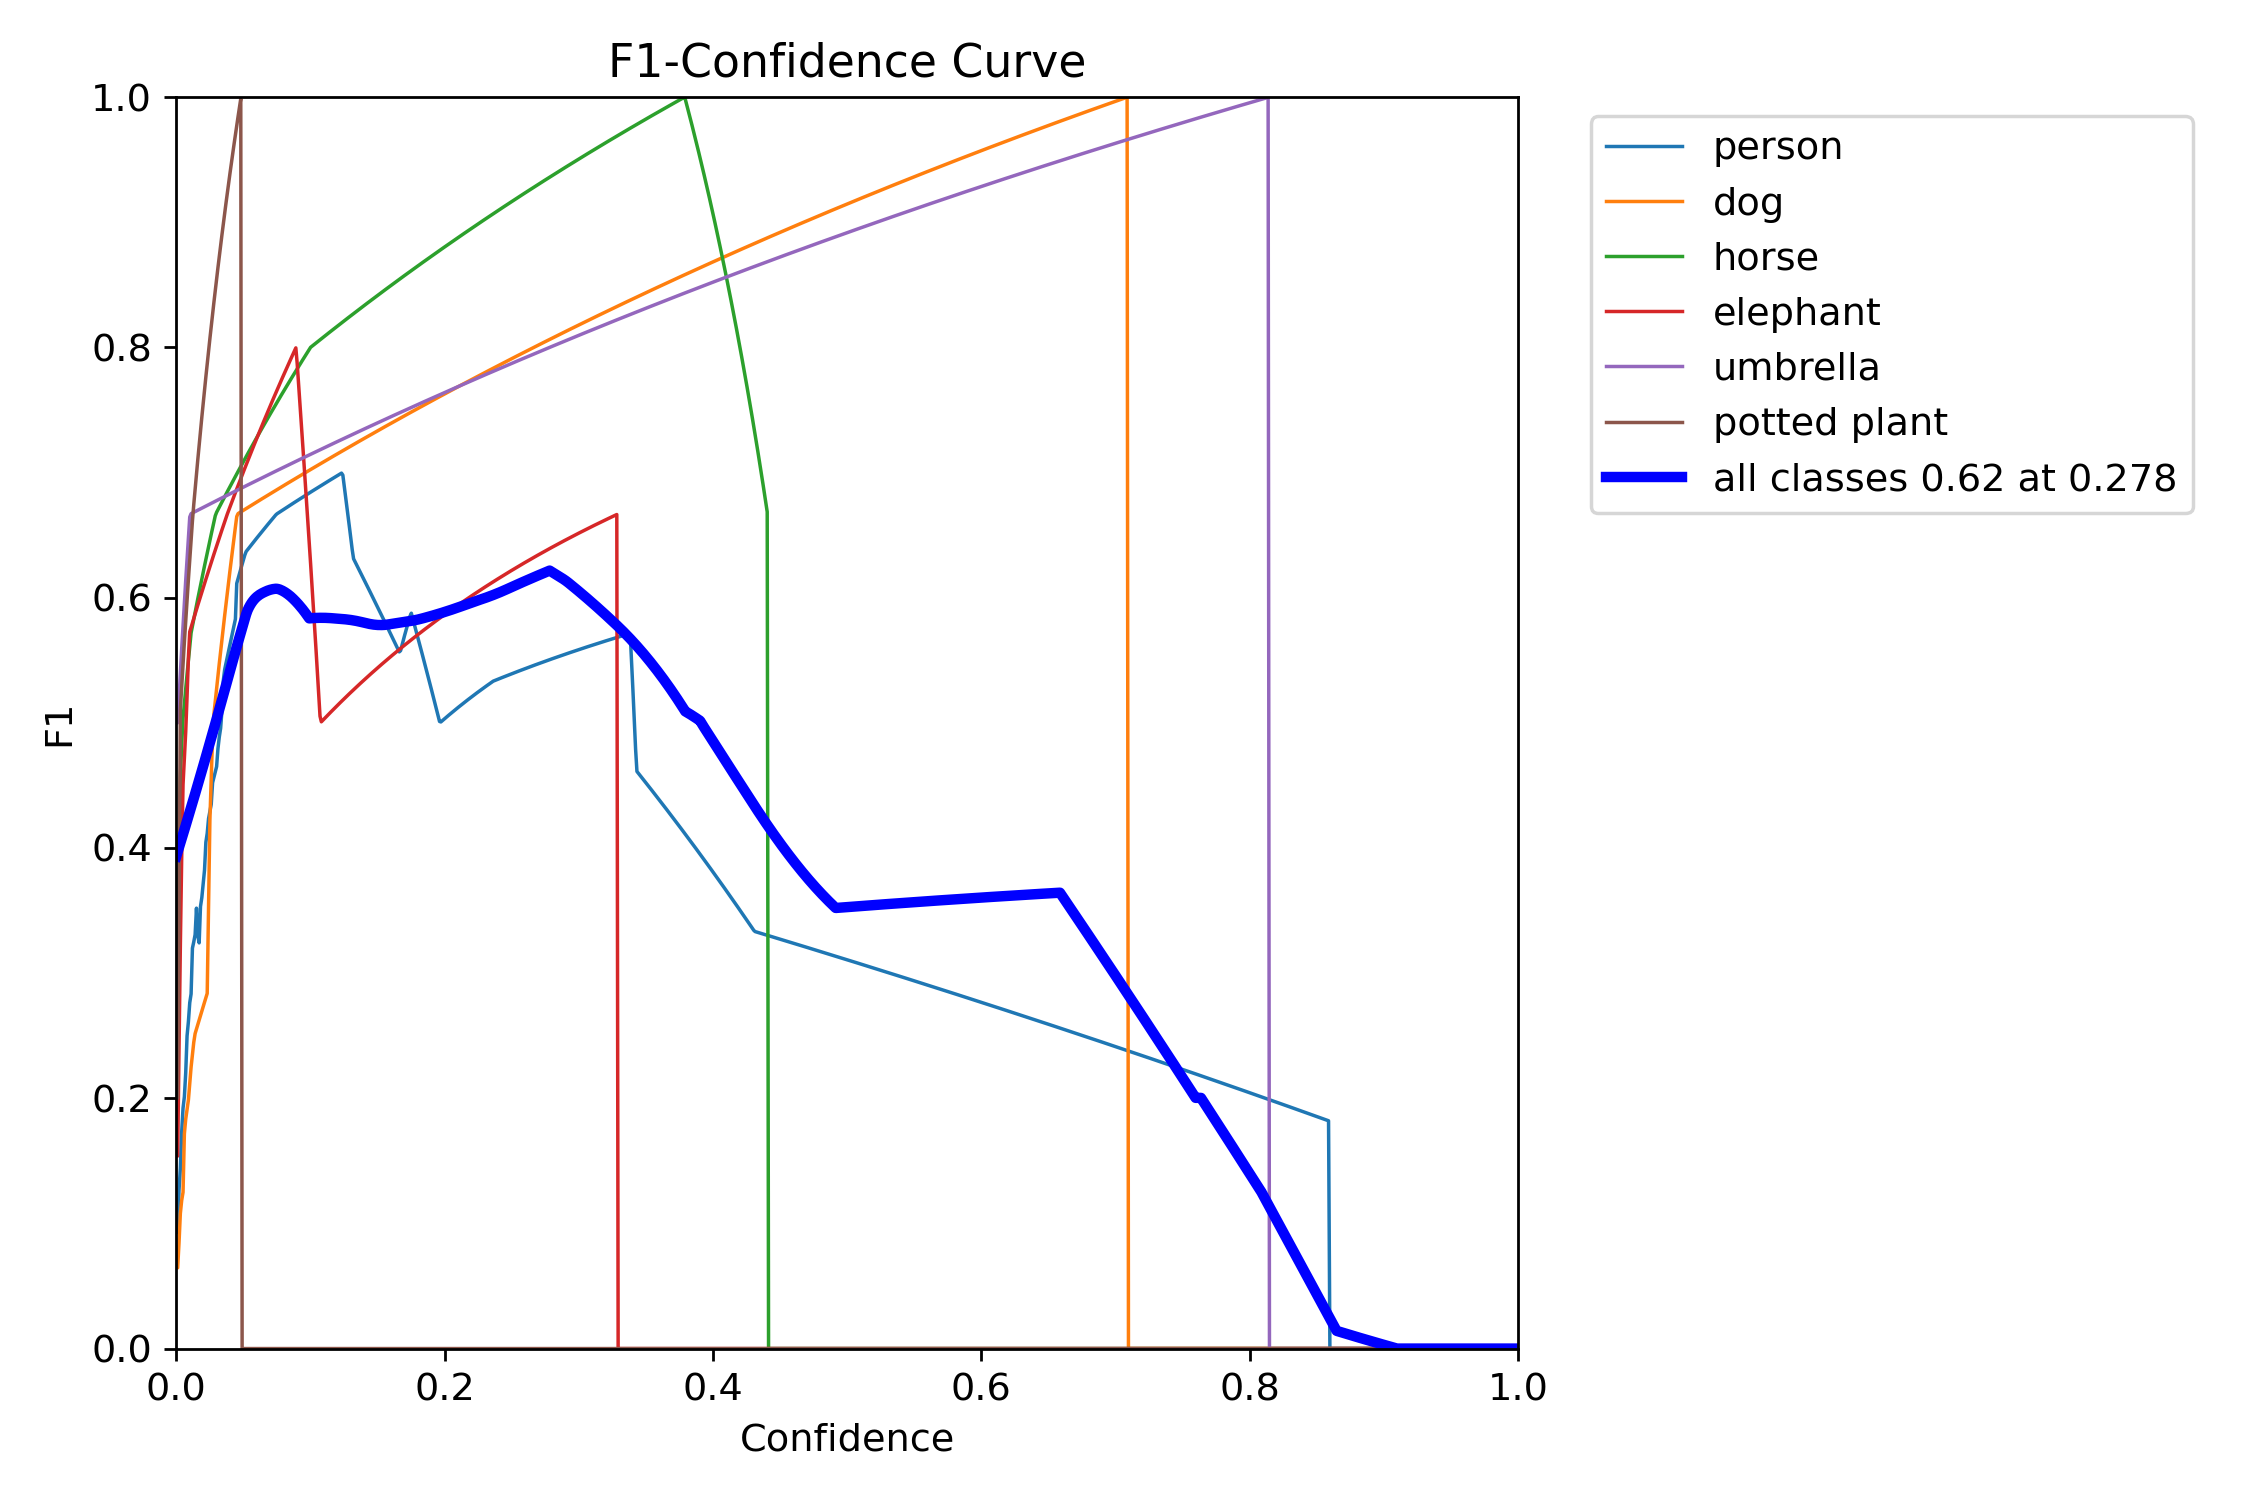 F1-Confidence Curve
1.0
0.8
0.6
0.4
0.2
0.0
F1
0.0 0.2 0.4 0.6 0.8 1.0
Confidence
person
dog
horse
elephant
umbrella
potted plant
all classes 0.62 at 0.278